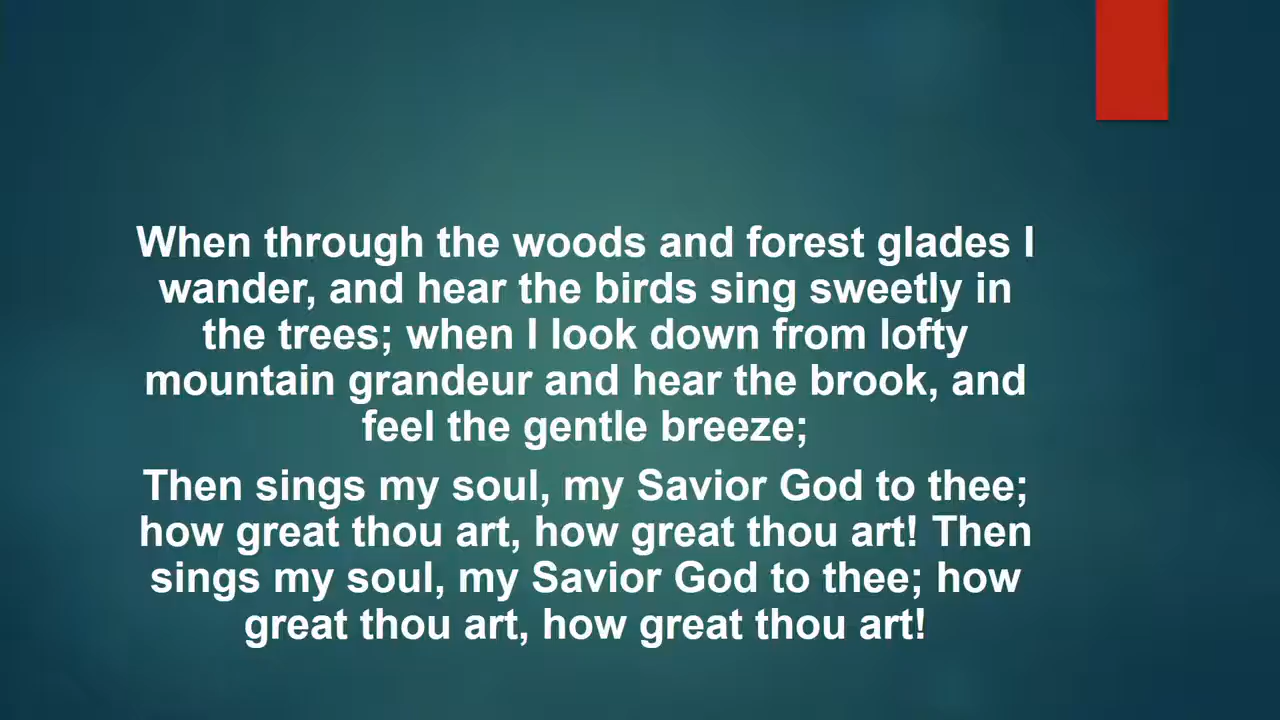 When through the woods and forest glades I
wander, and hear the birds sing sweetly in
the trees; when I look down from lofty
mountain grandeur and hear the brook, and
feel the gentle breeze;
Then sings my soul, my Savior God to thee;
how great thou art, how great thou art! Then
sings my soul, my Savior God to thee; how
great thou art, how great thou art!